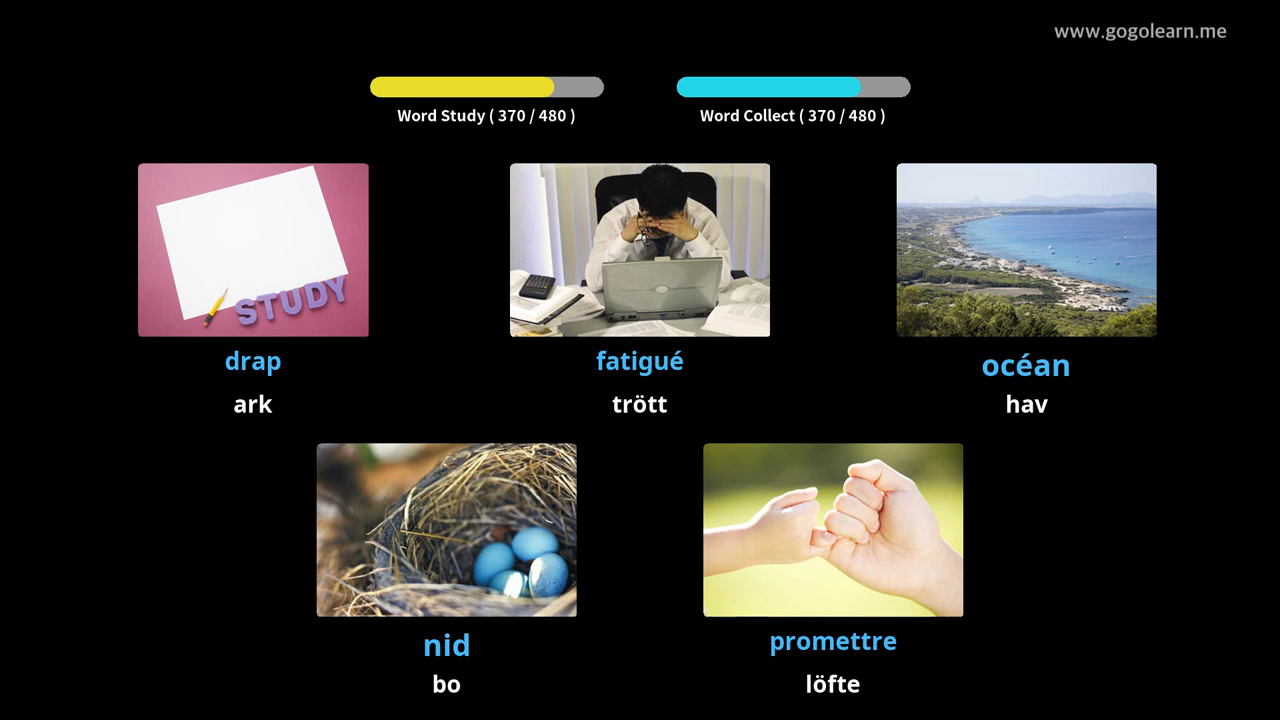 www.gogolearn.me
Word Study ( 370 / 480 )
Word Collect ( 370 / 480 )
STUDY
drap
ark
fatigué
trött
océan
hav
nid
bo
promettre
löfte